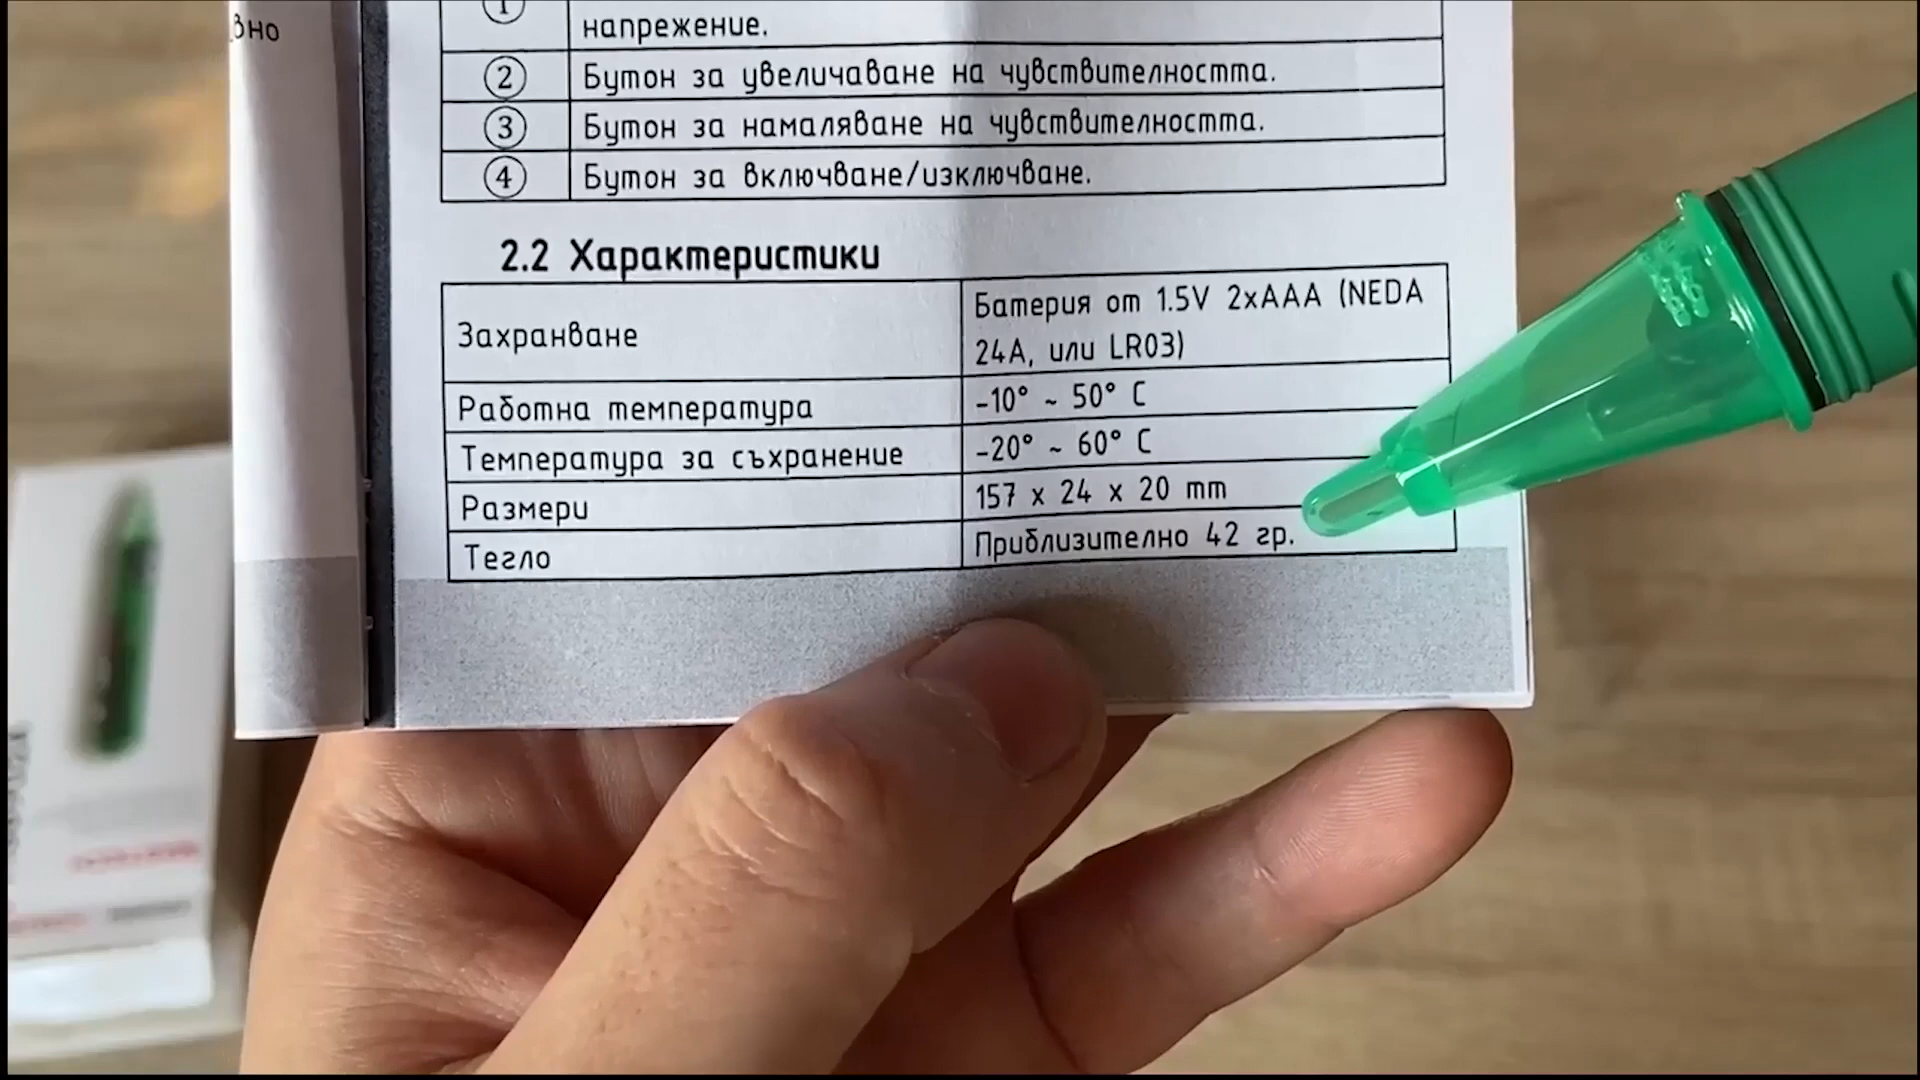 вно
1
напрежение.
2 Бутон за увеличаване на чувствителността.
3 Бутон за намаляване на чувствителността.
4 Бутон за включване/изключване.
2.2 Характеристики
Захранване
Батерия от 1.5V 2xAAA (NEDA
24A, или LR03)
Работна температура -10° ~ 50° C
Температура за съхранение -20° ~ 60° C
Размери 157 x 24 x 20 mm
Тегло Приблизително 42 гр.